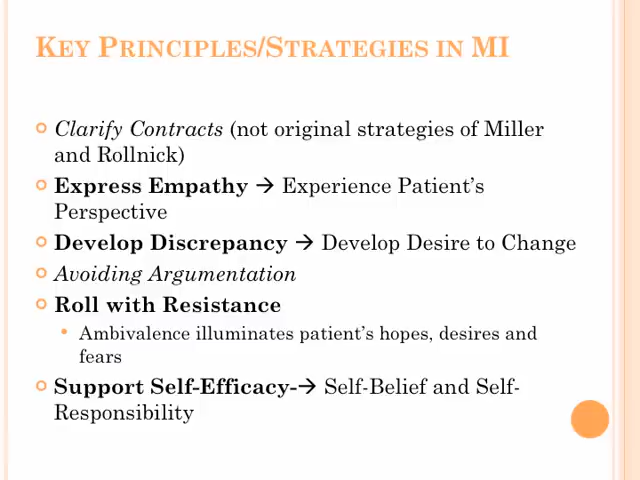 KEY PRINCIPLES/STRATEGIES IN MI
Clarify Contracts (not original strategies of Miller
and Rollnick)
Express Empathy → Experience Patient's
Perspective
Develop Discrepancy → Develop Desire to Change
Avoiding Argumentation
Roll with Resistance
Ambivalence illuminates patient's hopes, desires and
fears
Support Self-Efficacy-→ Self-Belief and Self-
Responsibility